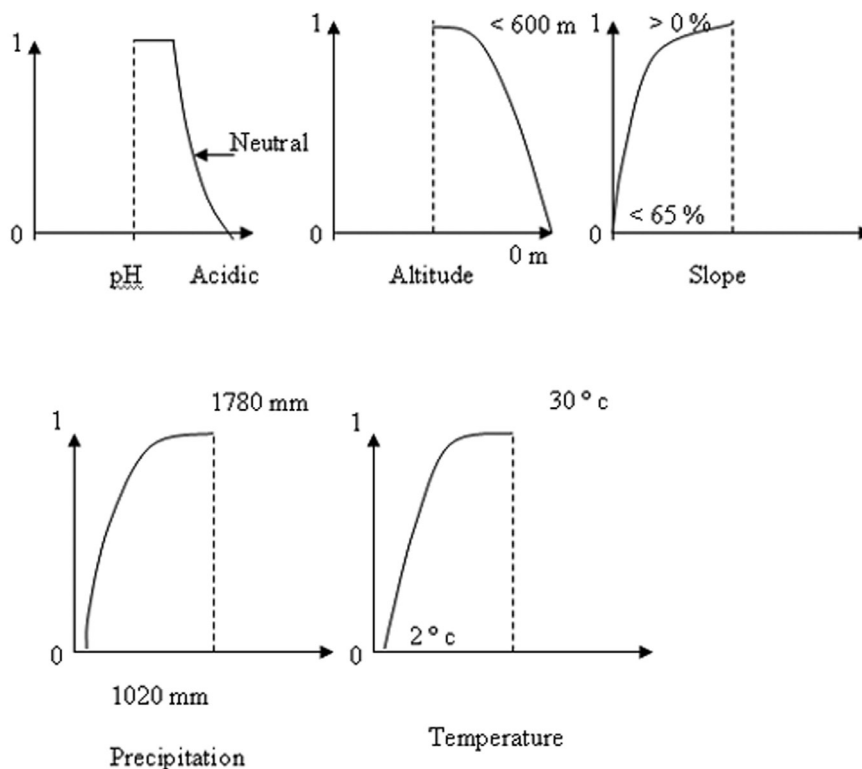 1
Neutral
0
pH Acidic
1
< 600 m
0
0 m
Altitude
1
> 0 %
< 65 %
0
Slope
1780 mm
1
0
1020 mm
Precipitation
30 º c
1
2 º c
0
Temperature